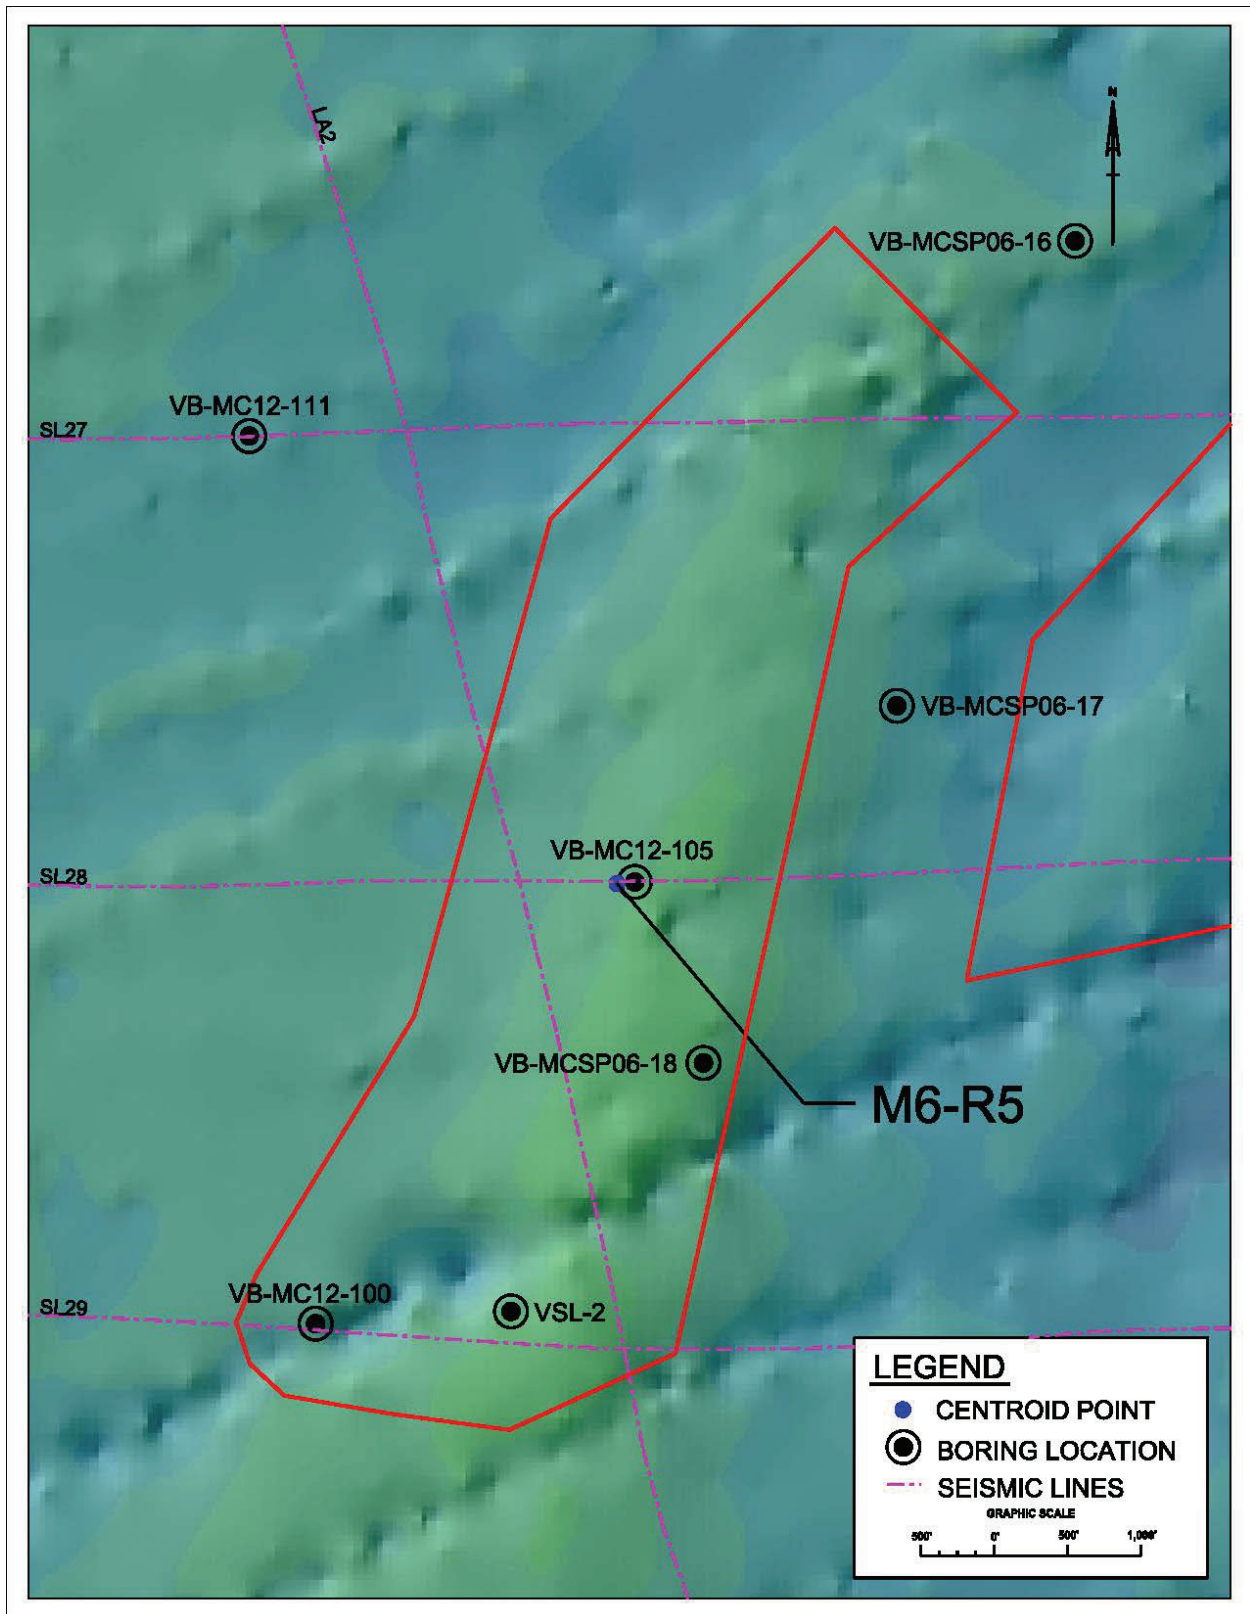 N
LA2
VB-MCSP06-16
VB-MC12-111
SL27
VB-MCSP06-17
VB-MC12-105
SL28
VB-MCSP06-18
M6-R5
VB-MC12-100
SL29
VSL-2
LEGEND
CENTROID POINT
BORING LOCATION
SEISMIC LINES
GRAPHIC SCALE
500' 0' 500' 1,000'